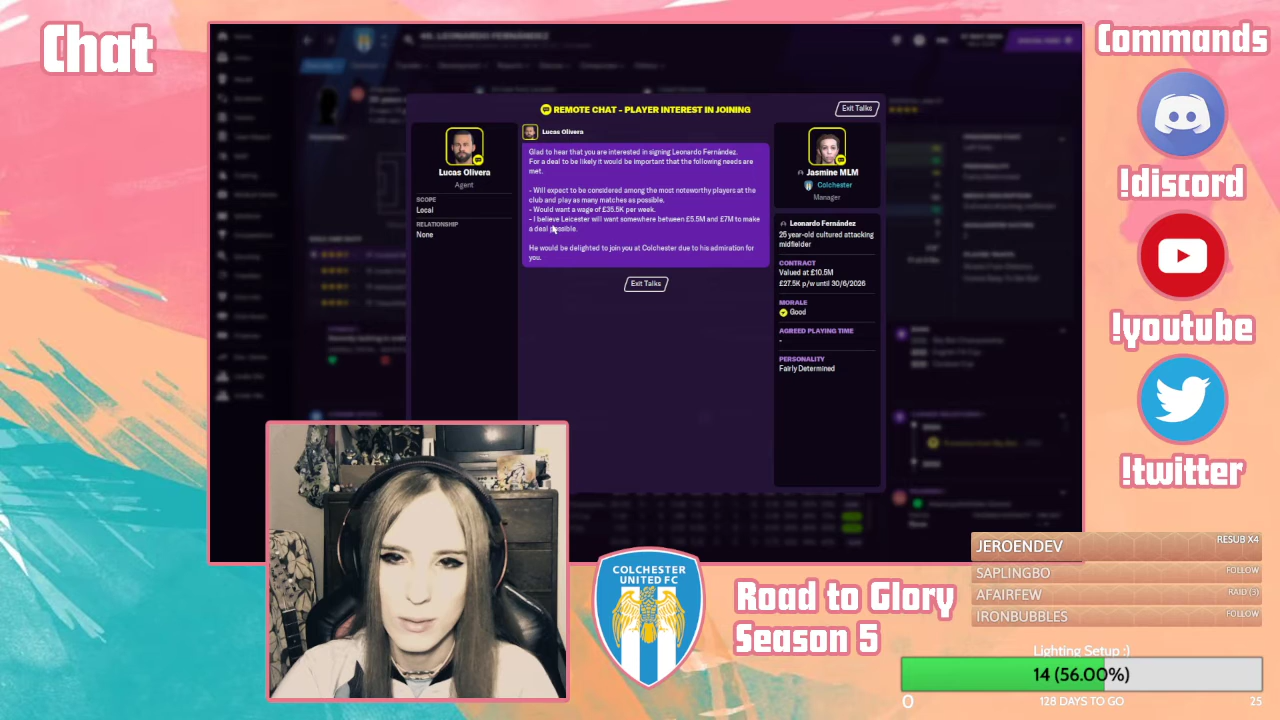 Chat
Commands
REMOTE CHAT - PLAYER INTEREST IN JOINING
Exit Talks
Lucas Olivera
Agent
SCOPE
Local
RELATIONSHIP
None
Lucas Olivera
Glad to hear that you are interested in signing Leonardo Fernández.
For a deal to be likely it would be important that the following needs are
met.
- Will expect to be considered among the most noteworthy players at the
club and play as many matches as possible.
- Would want a wage of £35.5K per week.
- I believe Leicester will want somewhere between £5.5M and £7M to make
a deal possible.
He would be delighted to join you at Colchester due to his admiration for
you.
Exit Talks
Jasmine MLM
Colchester
Manager
Leonardo Fernández
25 year-old cultured attacking
midfielder
CONTRACT
Valued at £10.5M
£27.5K p/w until 30/6/2026
MORALE
Good
AGREED PLAYING TIME
-
PERSONALITY
Fairly Determined
!discord
!youtube
!twitter
COLCHESTER
UNITED FC
Road to Glory
Season 5
JEROENDEV RESUB X4
SAPLINGBO FOLLOW
AFAIRFEW RAID (3)
IRONBUBBLES FOLLOW
Lighting Setup :)
14 (56.00%)
0 128 DAYS TO GO 25